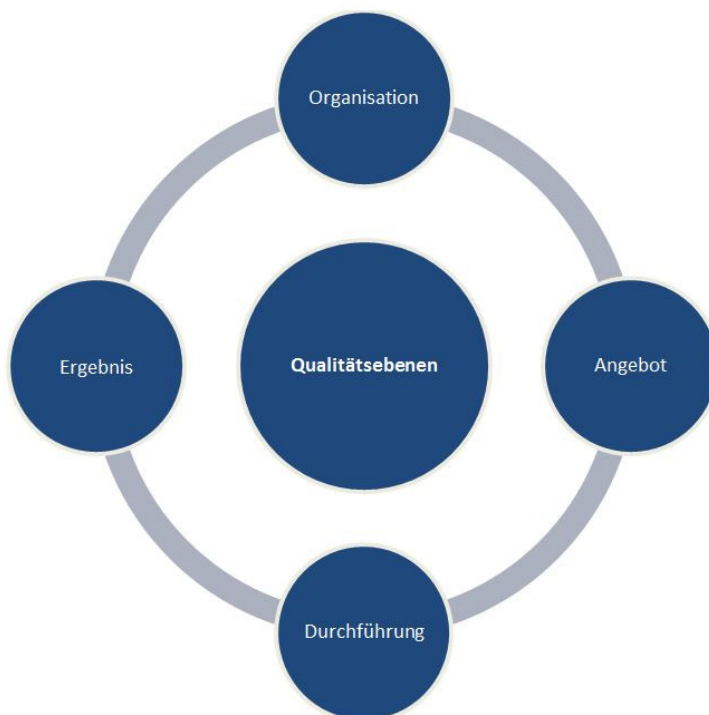 Organisation
Ergebnis
Qualitätsebenen
Angebot
Durchführung